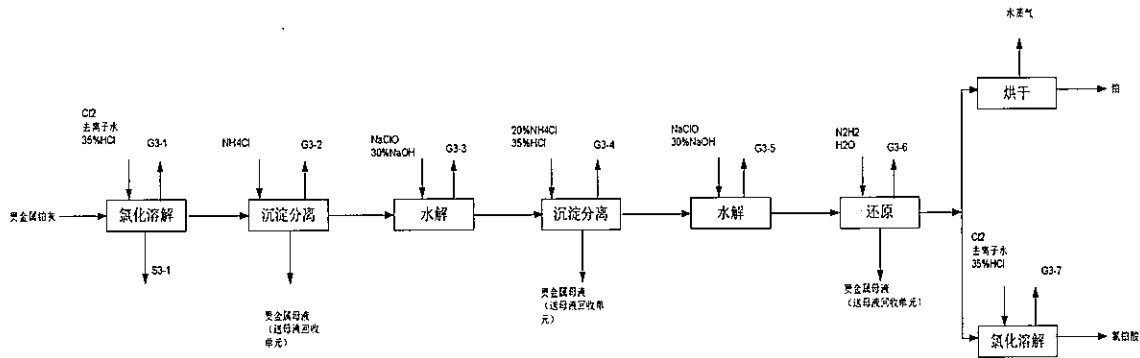 水蒸气
烘干
铂
Cl2
去离子水
35%HCl
G3-1
NH4Cl
G3-2
NaClO
30%NaOH
G3-3
20%NH4Cl
35%HCl
G3-4
NaClO
30%NaOH
G3-5
N2H2
H2O
G3-6
贵金属铂灰
氯化溶解
沉淀分离
水解
沉淀分离
水解
还原
S3-1
贵金属母液
（送母液回收
单元）
贵金属母液
（送母液回收单
元）
贵金属母液
（送母液回收单元）
Cl2
去离子水
35%HCl
G3-7
氯化溶解
氯铂酸